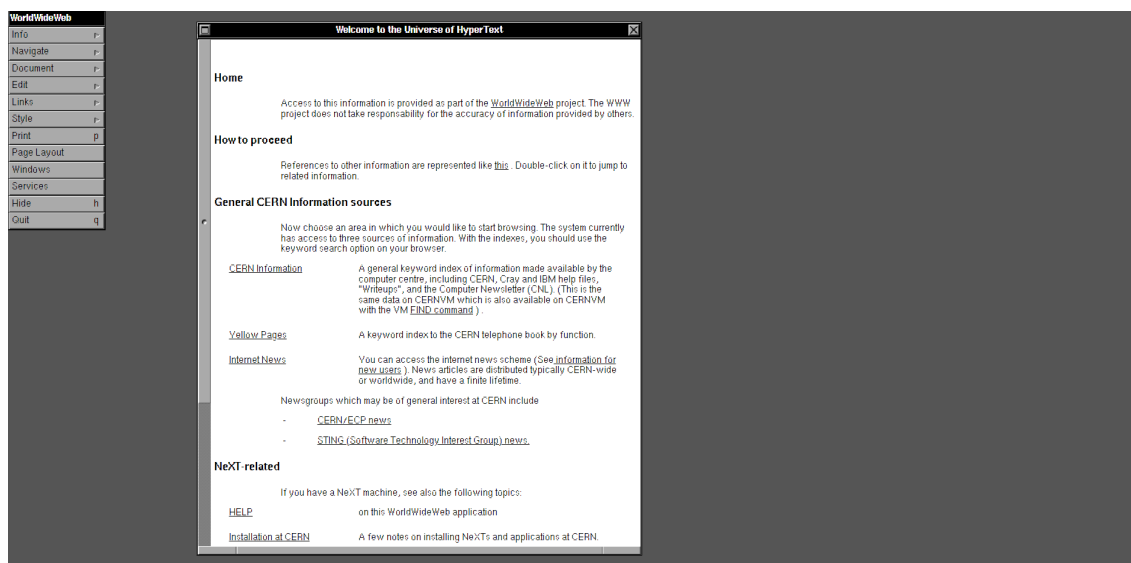 WorldWideWeb
Info
Navigate
Document
Edit
Links
Style
Print p
Page Layout
Windows
Services
Hide h
Quit q
Welcome to the Universe of HyperText
Home
Access to this information is provided as part of the WorldWideWeb project. The WWW
project does not take responsability for the accuracy of information provided by others.
How to proceed
References to other information are represented like this . Double-click on it to jump to
related information.
General CERN Information sources
Now choose an area in which you would like to start browsing. The system currently
has access to three sources of information. With the indexes, you should use the
keyword search option on your browser.
CERN Information A general keyword index of information made available by the
computer centre, including CERN, Cray and IBM help files,
"Writeups", and the Computer Newsletter (CNL). (This is the
same data on CERNVM which is also available on CERNVM
with the VM FIND command ) .
Yellow Pages A keyword index to the CERN telephone book by function.
Internet News You can access the internet news scheme (See information for
new users ). News articles are distributed typically CERN-wide
or worldwide, and have a finite lifetime.
Newsgroups which may be of general interest at CERN include
- CERN/ECP news
- STING (Software Technology Interest Group) news.
NeXT-related
If you have a NeXT machine, see also the following topics:
HELP on this WorldWideWeb application
Installation at CERN A few notes on installing NeXTs and applications at CERN.